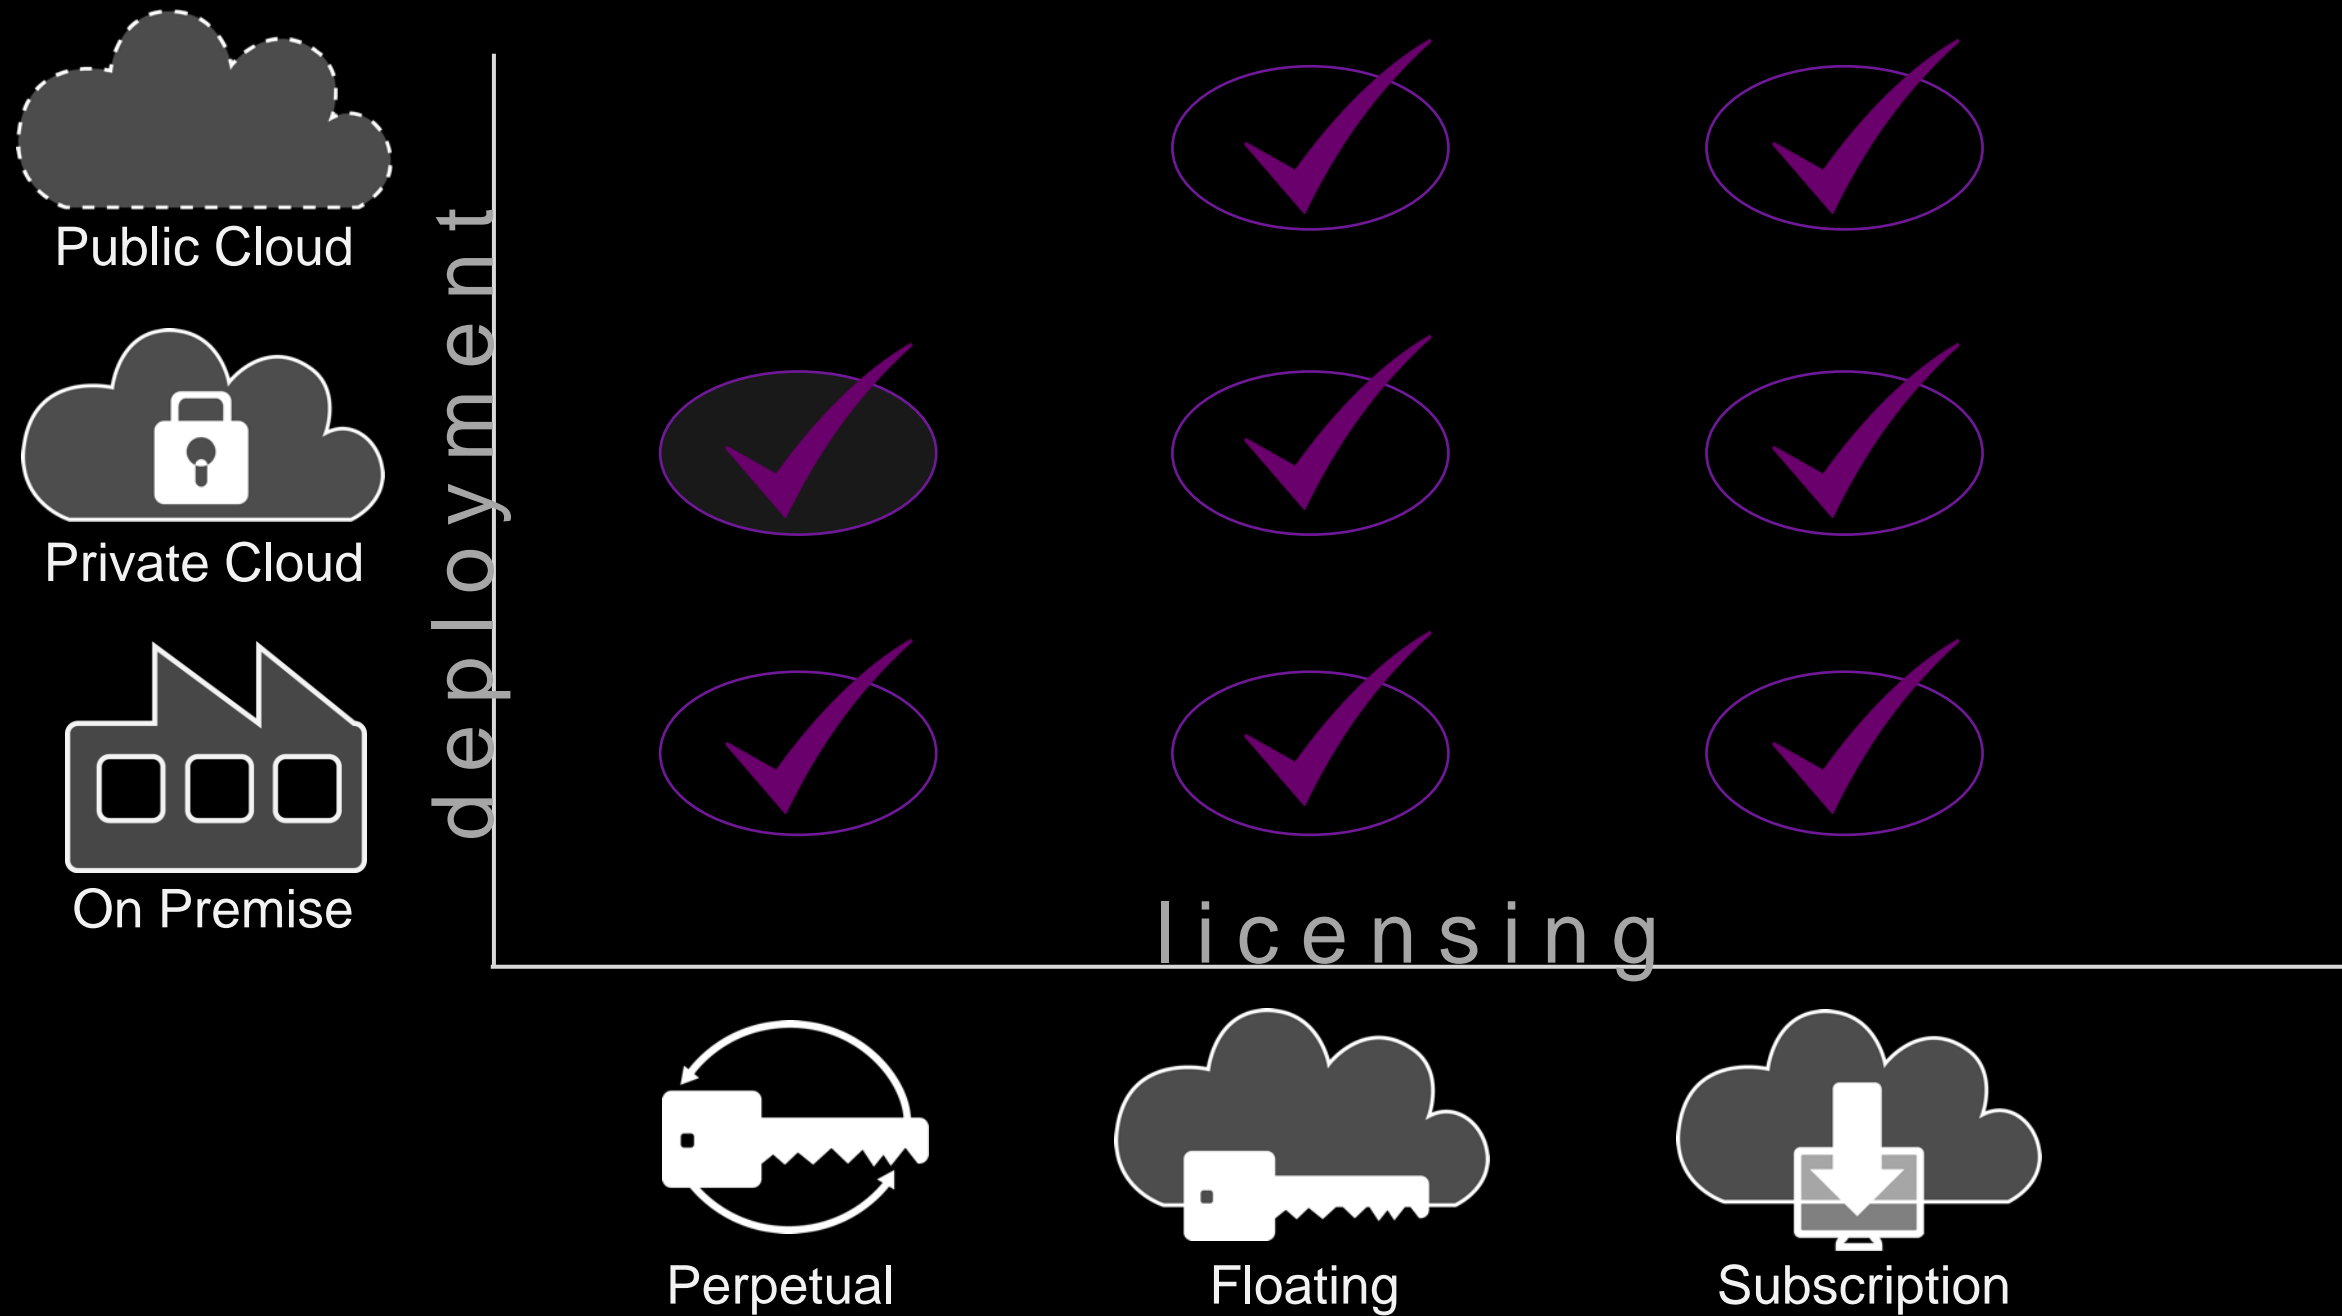 Public Cloud
deployment
Private Cloud
On Premise
licensing
Perpetual
Floating
Subscription